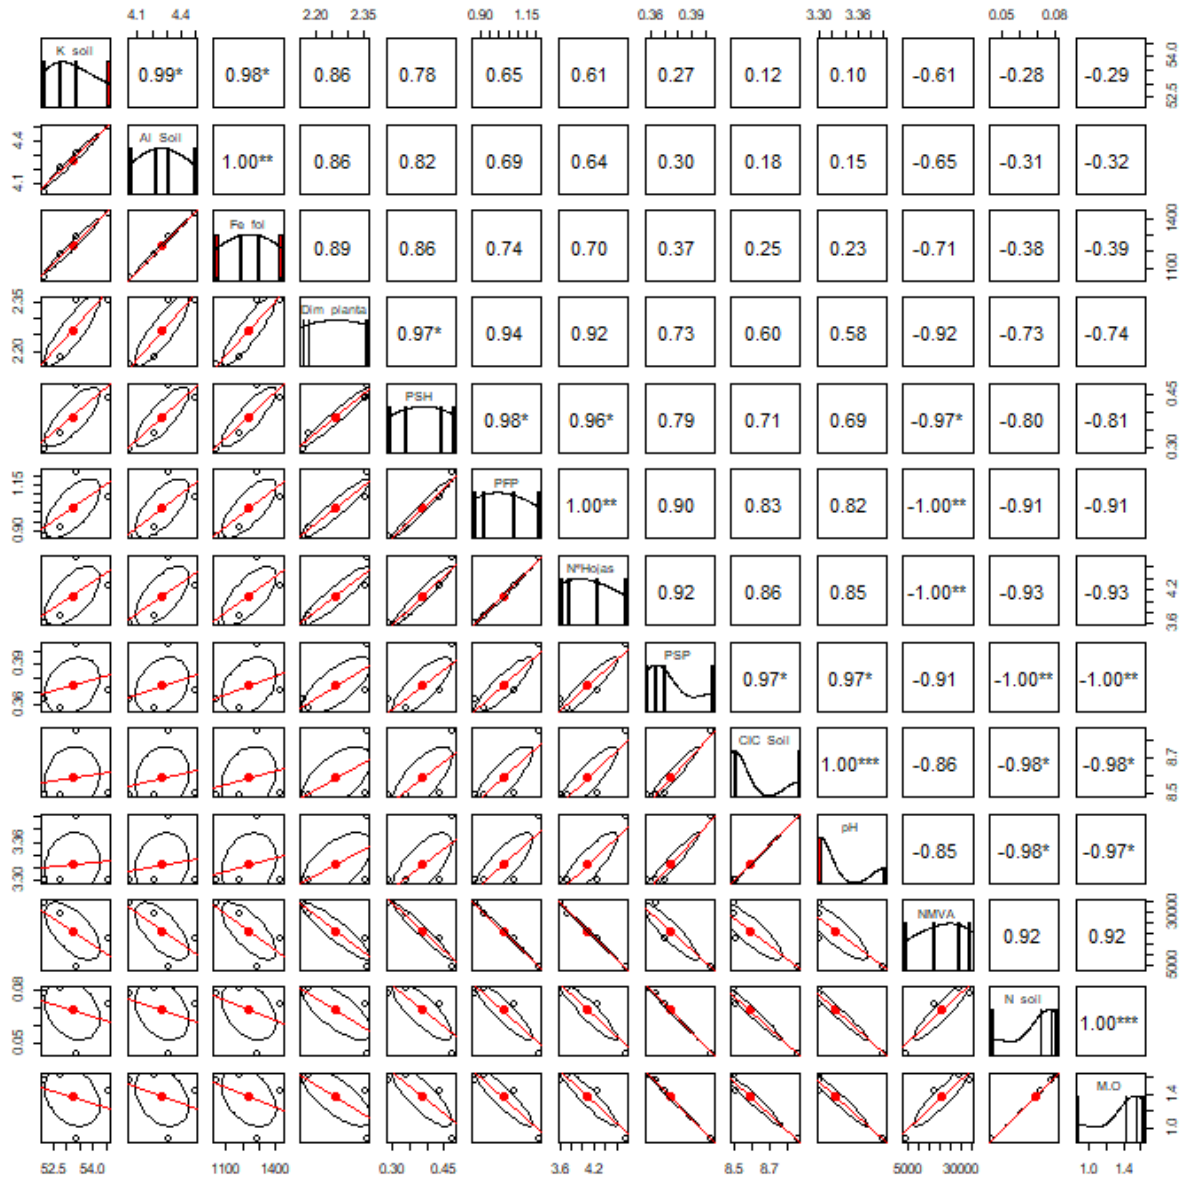 4.1 4.4 2.20 2.35 0.90 1.15 0.36 0.39 3.30 3.36 0.05 0.08
K soil 0.99* 0.98* 0.86 0.78 0.65 0.61 0.27 0.12 0.10 -0.61 -0.28 -0.29 52.5 54.0
4.1 4.4 Al Soil 1.00** 0.86 0.82 0.69 0.64 0.30 0.18 0.15 -0.65 -0.31 -0.32
Fe fol 0.89 0.86 0.74 0.70 0.37 0.25 0.23 -0.71 -0.38 -0.39 1100 1400
2.20 2.35 Dim planta 0.97* 0.94 0.92 0.73 0.60 0.58 -0.92 -0.73 -0.74
PSH 0.98* 0.96* 0.79 0.71 0.69 -0.97* -0.80 -0.81 0.30 0.45
0.90 1.15 PFP 1.00** 0.90 0.83 0.82 -1.00** -0.91 -0.91
NºHojas 0.92 0.86 0.85 -1.00** -0.93 -0.93 3.6 4.2
0.36 0.39 PSP 0.97* 0.97* -0.91 -1.00** -1.00**
CIC Soil 1.00*** -0.86 -0.98* -0.98* 8.5 8.7
3.30 3.36 pH -0.85 -0.98* -0.97*
NMVA 0.92 0.92 5000 30000
0.05 0.08 N soil 1.00***
M.O 1.0 1.4
52.5 54.0 1100 1400 0.30 0.45 3.6 4.2 8.5 8.7 5000 30000 1.0 1.4